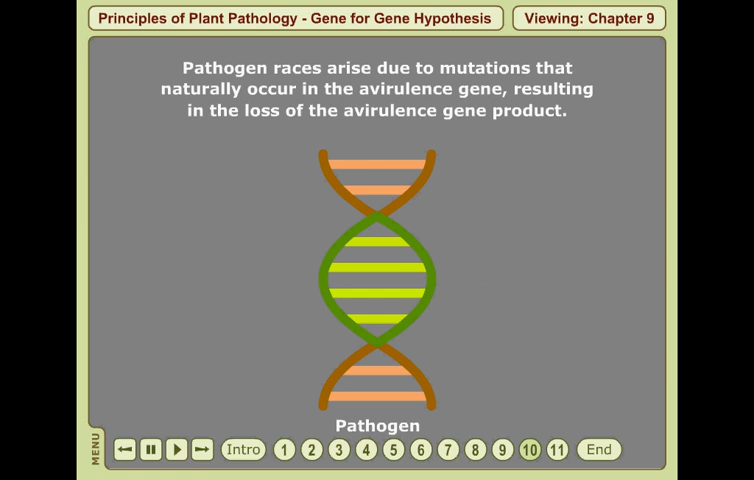 Principles of Plant Pathology - Gene for Gene Hypothesis
Viewing: Chapter 9
Pathogen races arise due to mutations that
naturally occur in the avirulence gene, resulting
in the loss of the avirulence gene product.
Pathogen
MENU
Intro 1 2 3 4 5 6 7 8 9 10 11 End